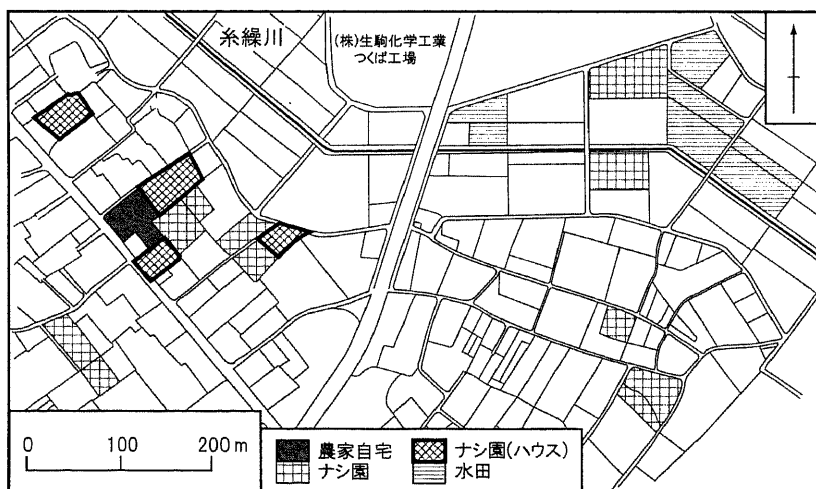 糸繰川
(株)生駒化学工業
つくば工場
0 100 200m
農家自宅
ナシ園(ハウス)
ナシ園
水田